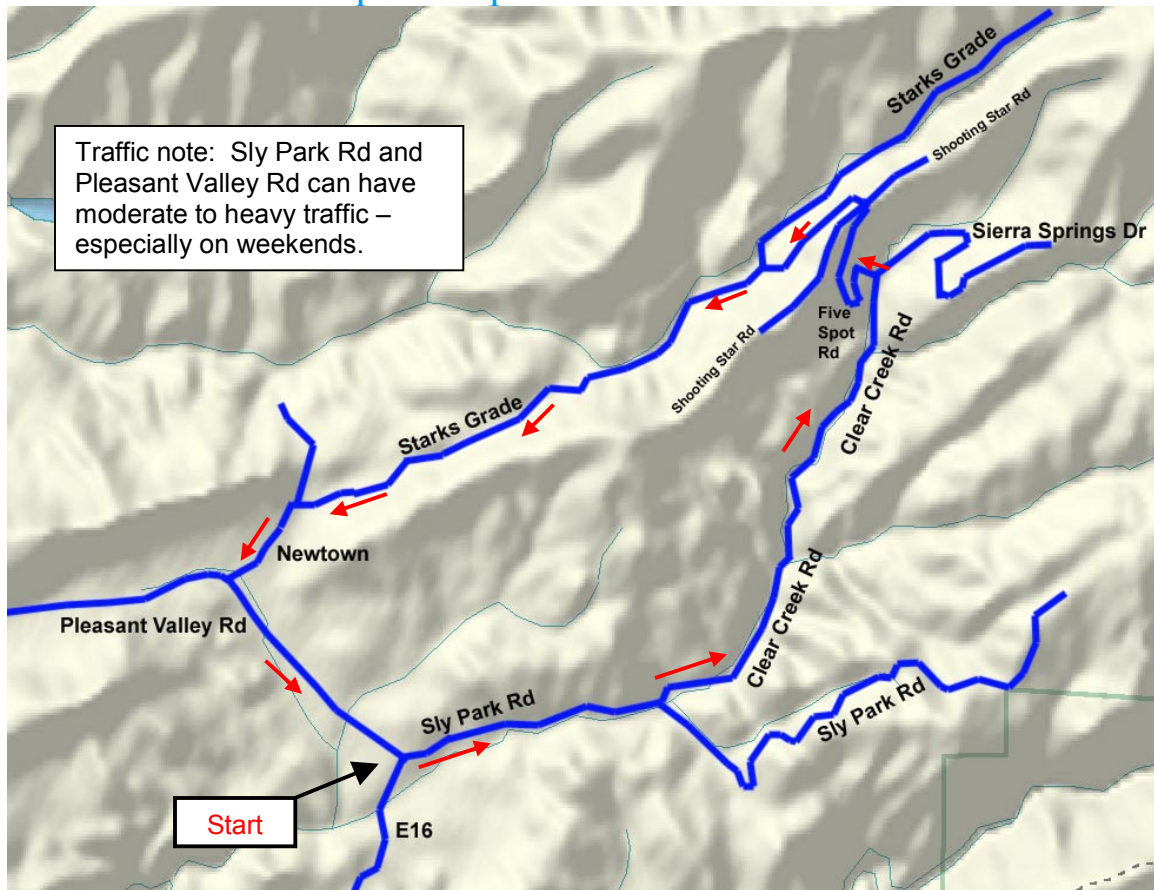 Traffic note: Sly Park Rd and
Pleasant Valley Rd can have
moderate to heavy traffic –
especially on weekends.
Starks Grade
Shooting Star Rd
Sierra Springs Dr
Five
Spot
Rd
Shooting Star Rd
Clear Creek Rd
Starks Grade
Newtown
Pleasant Valley Rd
Clear Creek Rd
Sly Park Rd
Sly Park Rd
Start
E16